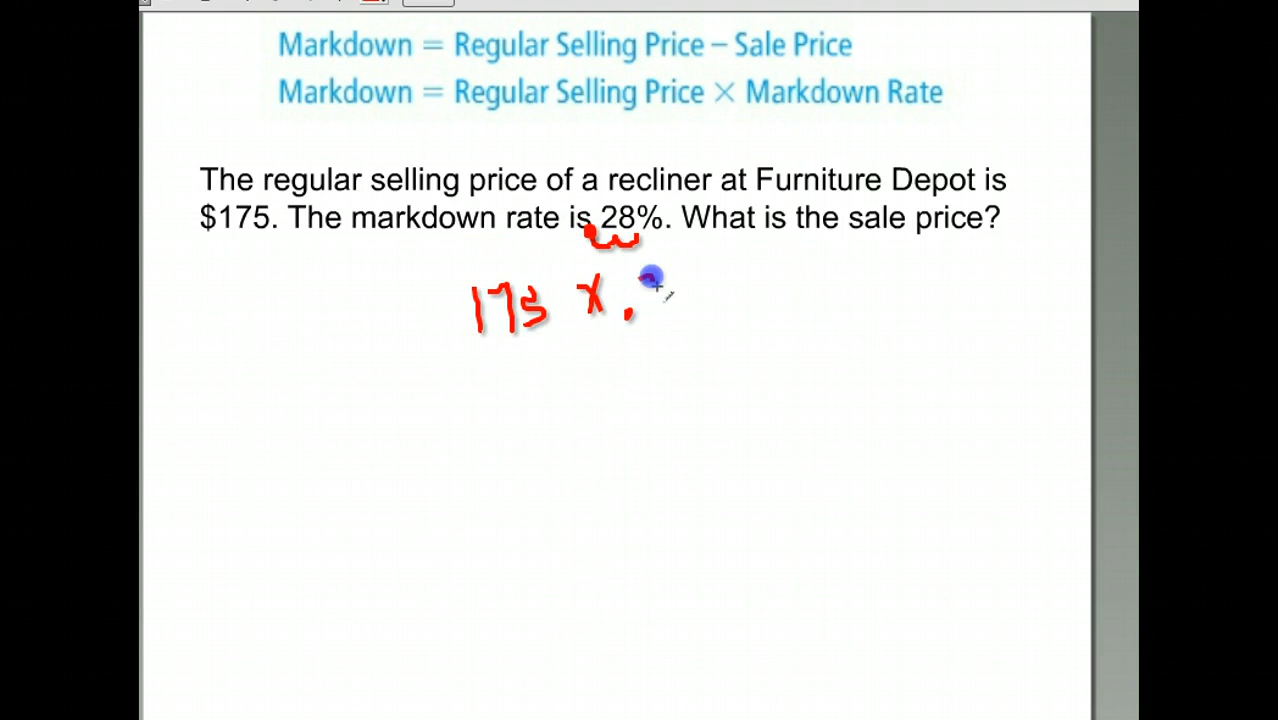 Markdown = Regular Selling Price – Sale Price
Markdown = Regular Selling Price × Markdown Rate
The regular selling price of a recliner at Furniture Depot is
$175. The markdown rate is 28%. What is the sale price?
175 x .